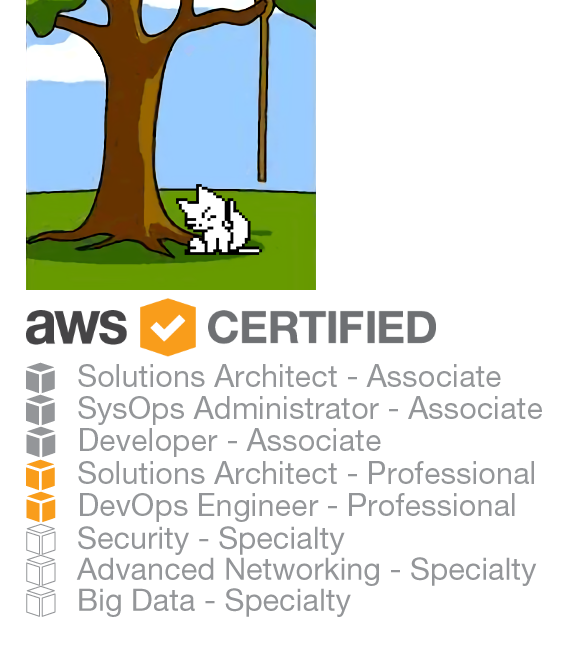 aws CERTIFIED
Solutions Architect - Associate
SysOps Administrator - Associate
Developer - Associate
Solutions Architect - Professional
DevOps Engineer - Professional
Security - Specialty
Advanced Networking - Specialty
Big Data - Specialty